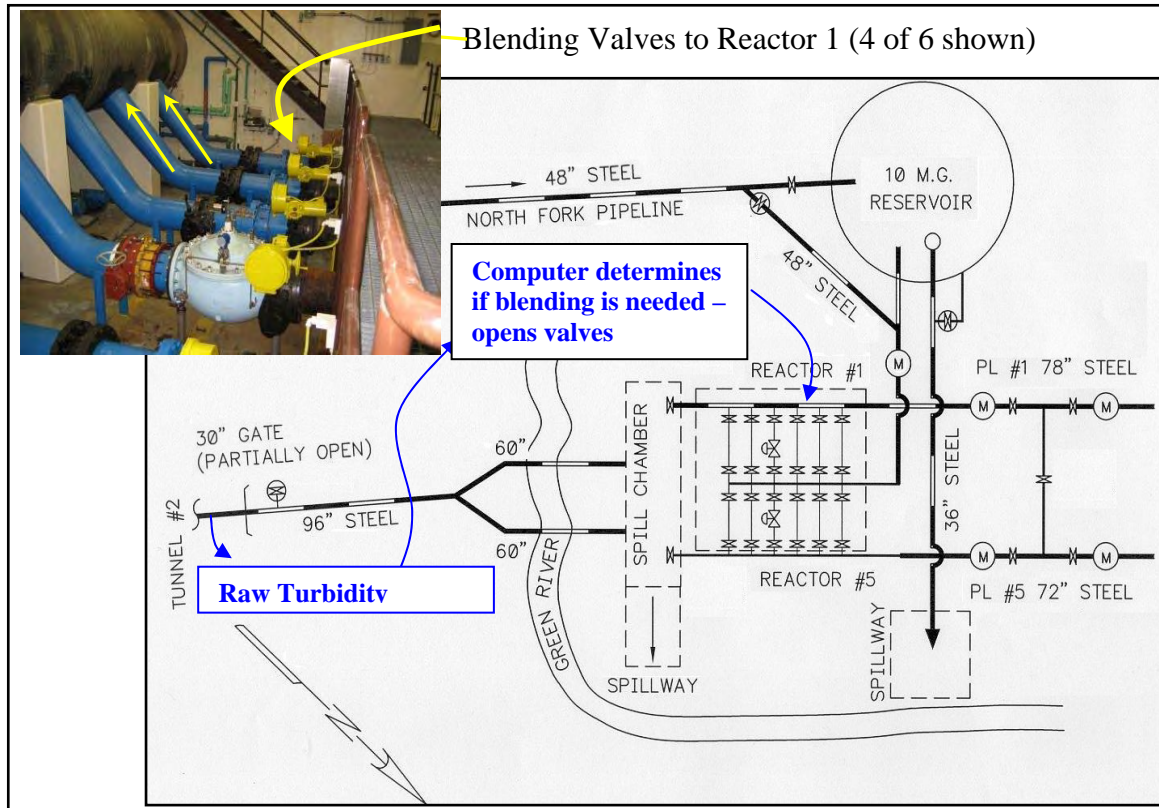 Blending Valves to Reactor 1 (4 of 6 shown)
48" STEEL
NORTH FORK PIPELINE
10 M.G.
RESERVOIR
48" STEEL
Computer determines
if blending is needed –
opens valves
REACTOR #1
PL #1 78" STEEL
30" GATE
(PARTIALLY OPEN)
60"
SPILL CHAMBER
36" STEEL
M
M
M
TUNNEL #2
96" STEEL
60"
M
M
Raw Turbidity
GREEN RIVER
REACTOR #5
PL #5 72" STEEL
SPILLWAY
SPILLWAY
N